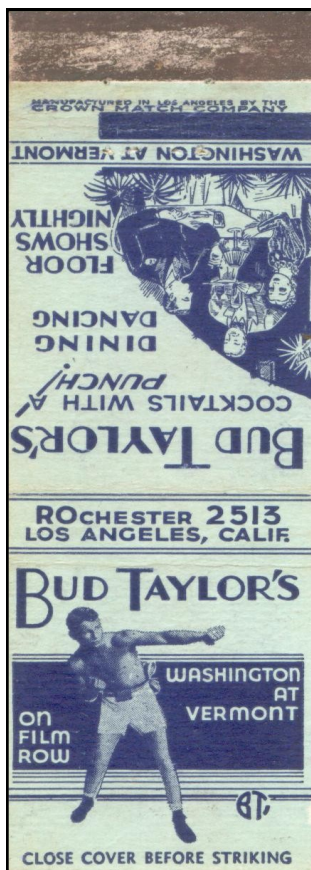 MANUFACTURED IN LOS ANGELES BY THE
CROWN MATCH COMPANY
BUD TAYLOR'S
COCKTAILS WITH A
PUNCH!
DINING
DANCING
FLOOR
SHOWS
NIGHTLY
WASHINGTON AT VERMONT
ROCHESTER 2513
LOS ANGELES, CALIF.
BUD TAYLOR'S
WASHINGTON
AT
VERMONT
ON
FILM
ROW
BT's
CLOSE COVER BEFORE STRIKING